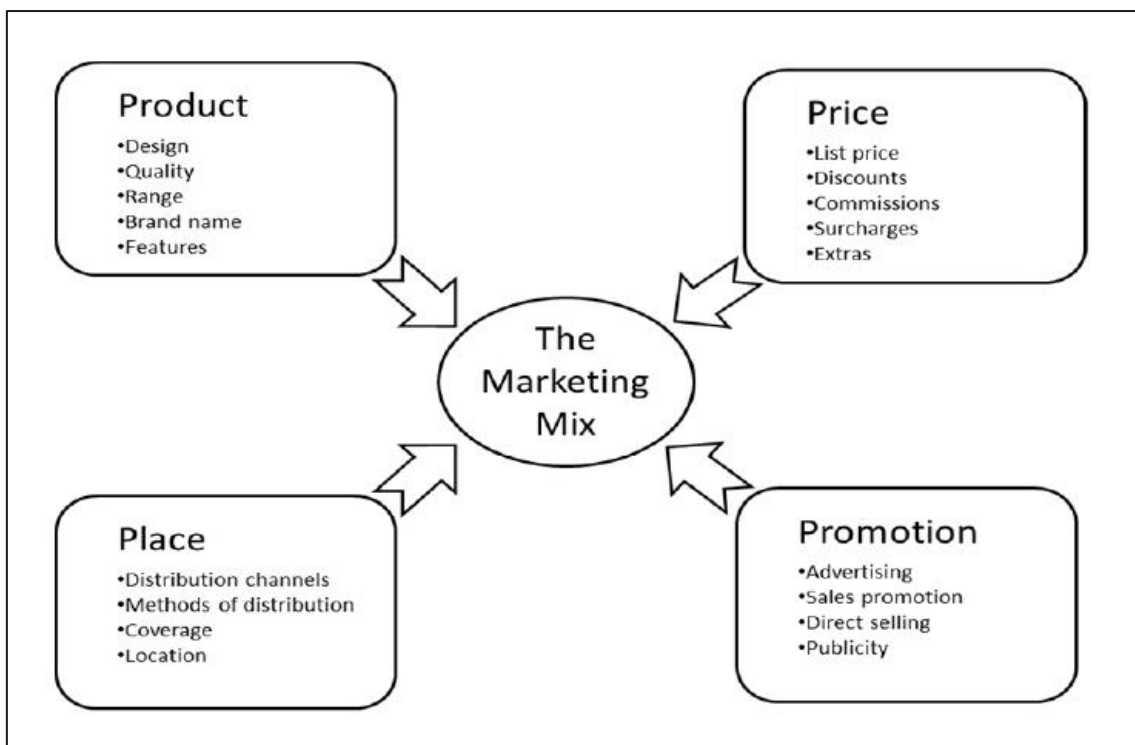 Product
•Design
•Quality
•Range
•Brand name
•Features
Price
•List price
•Discounts
•Commissions
•Surcharges
•Extras
The
Marketing
Mix
Place
•Distribution channels
•Methods of distribution
•Coverage
•Location
Promotion
•Advertising
•Sales promotion
•Direct selling
•Publicity